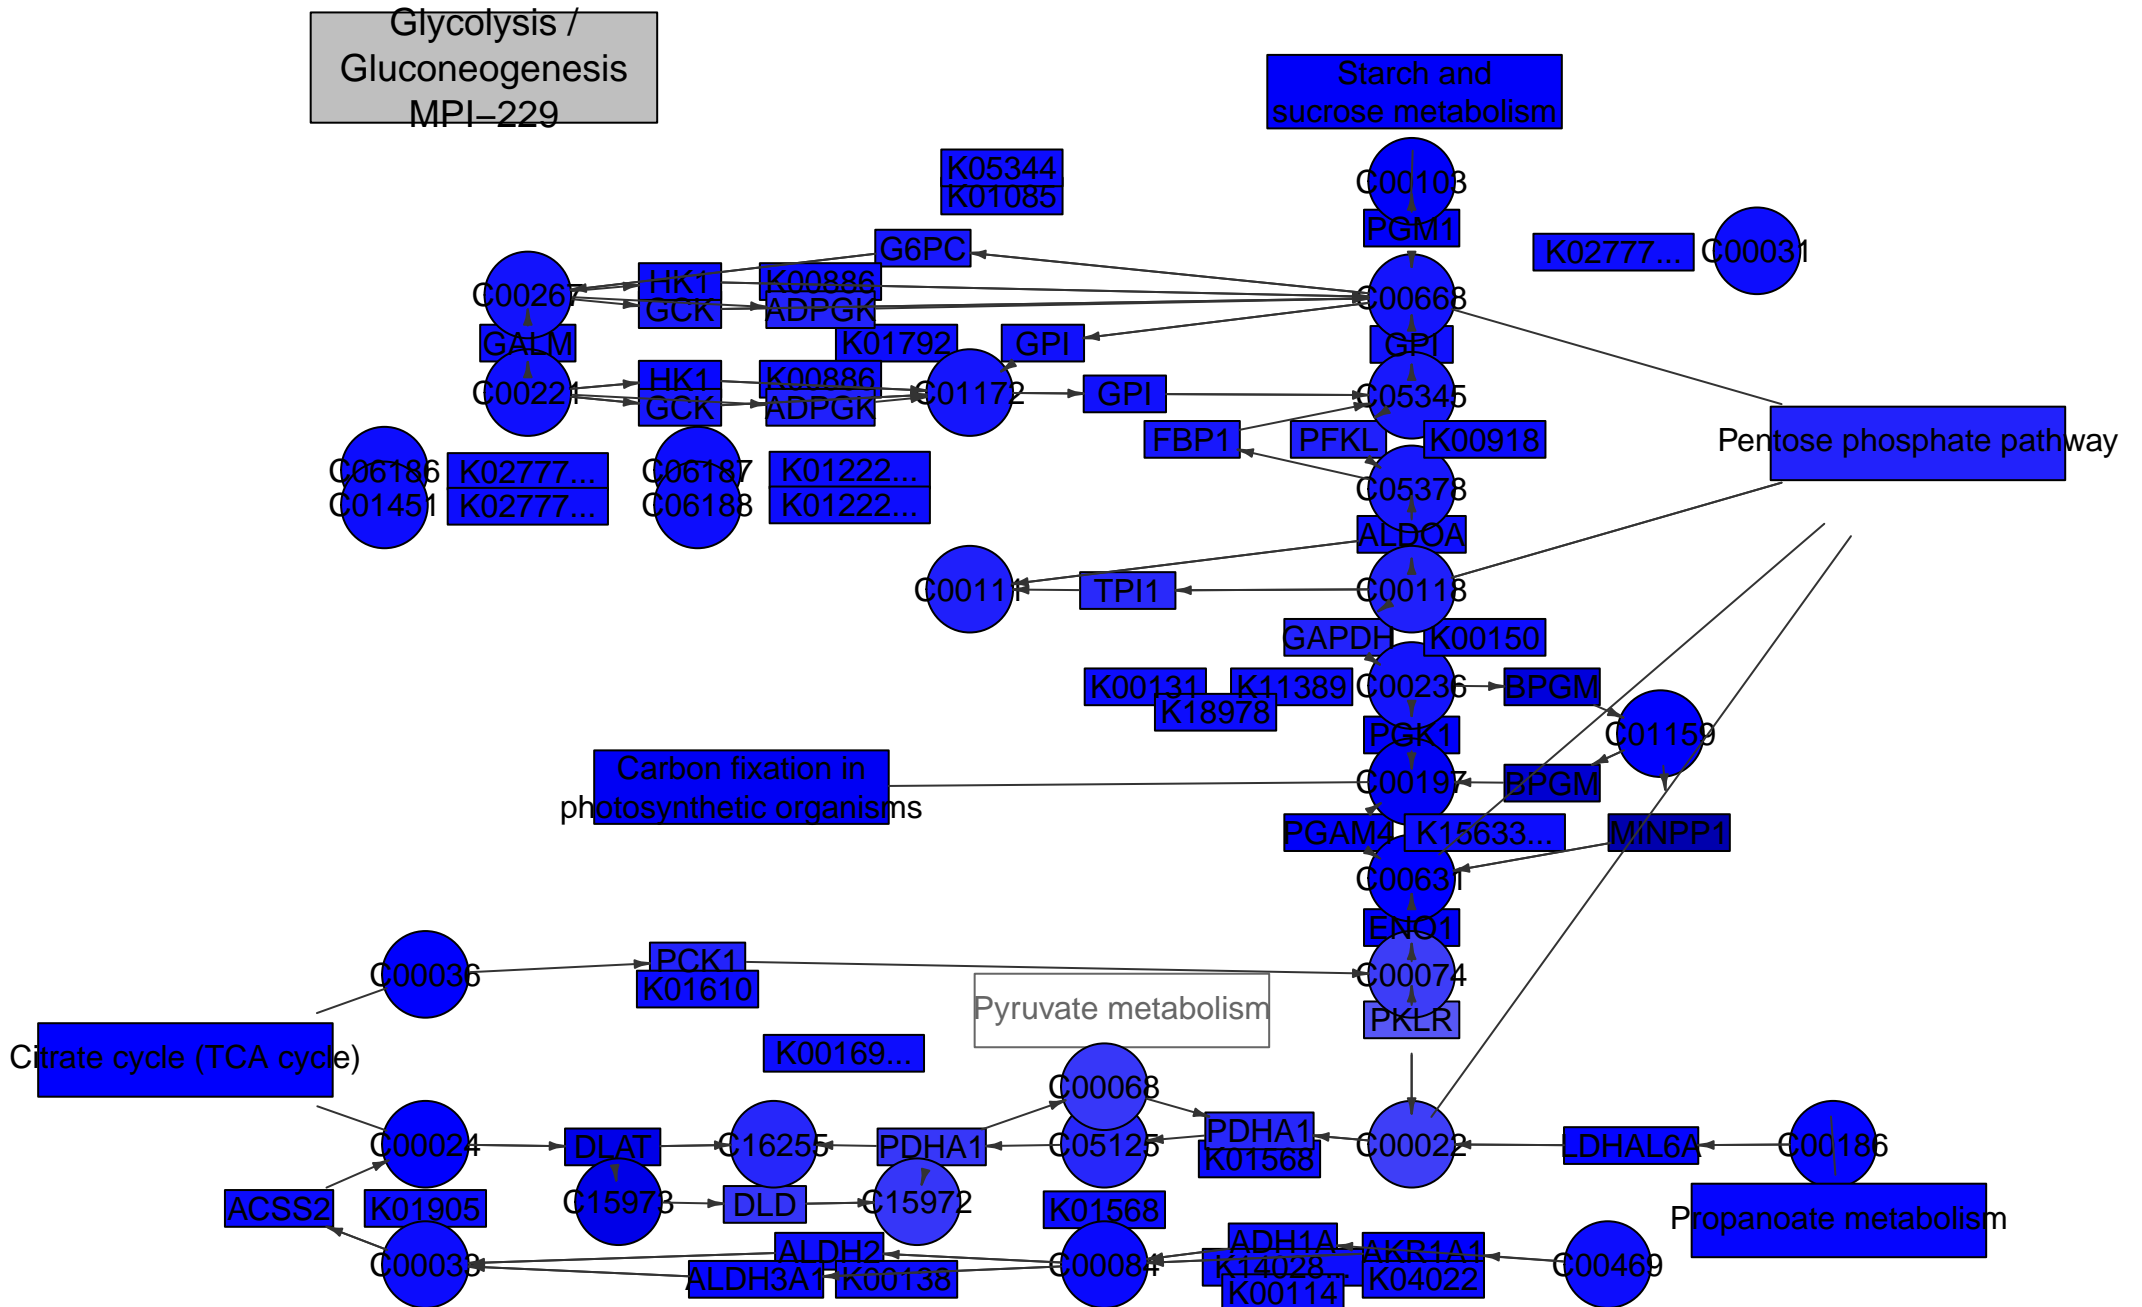 Glycolysis /
Gluconeogenesis
MPI−229
Starch and
sucrose metabolism
K05344
K01085
C00103
PGM1
G6PC
K02777...
C00031
C00267
HK1
K00886
GCK
ADPGK
C00668
GALM
K01792
GPI
GPI
C00221
HK1
K00886
GCK
ADPGK
C01172
GPI
C05345
FBP1
PFKL
K00918
Pentose phosphate pathway
C06186
K02777...
C06187
K01222...
C01451
K02777...
C06188
K01222...
C05378
ALDOA
C00111
TPI1
C00118
GAPDH
K00150
K00131
K11389
K18978
C00236
BPGM
PGK1
C01159
Carbon fixation in
photosynthetic organisms
C00197
BPGM
PGAM4
K15633...
MINPP1
C00631
ENO1
C00036
PCK1
K01610
C00074
Pyruvate metabolism
PKLR
Citrate cycle (TCA cycle)
K00169...
C00068
C00024
DLAT
C16255
PDHA1
C05125
PDHA1
K01568
C00022
LDHAL6A
C00186
ACSS2
K01905
C15973
DLD
C15972
K01568
Propanoate metabolism
C00033
ALDH2
ALDH3A1
K00138
C00084
ADH1A
K14028...
K00114
AKR1A1
K04022
C00469